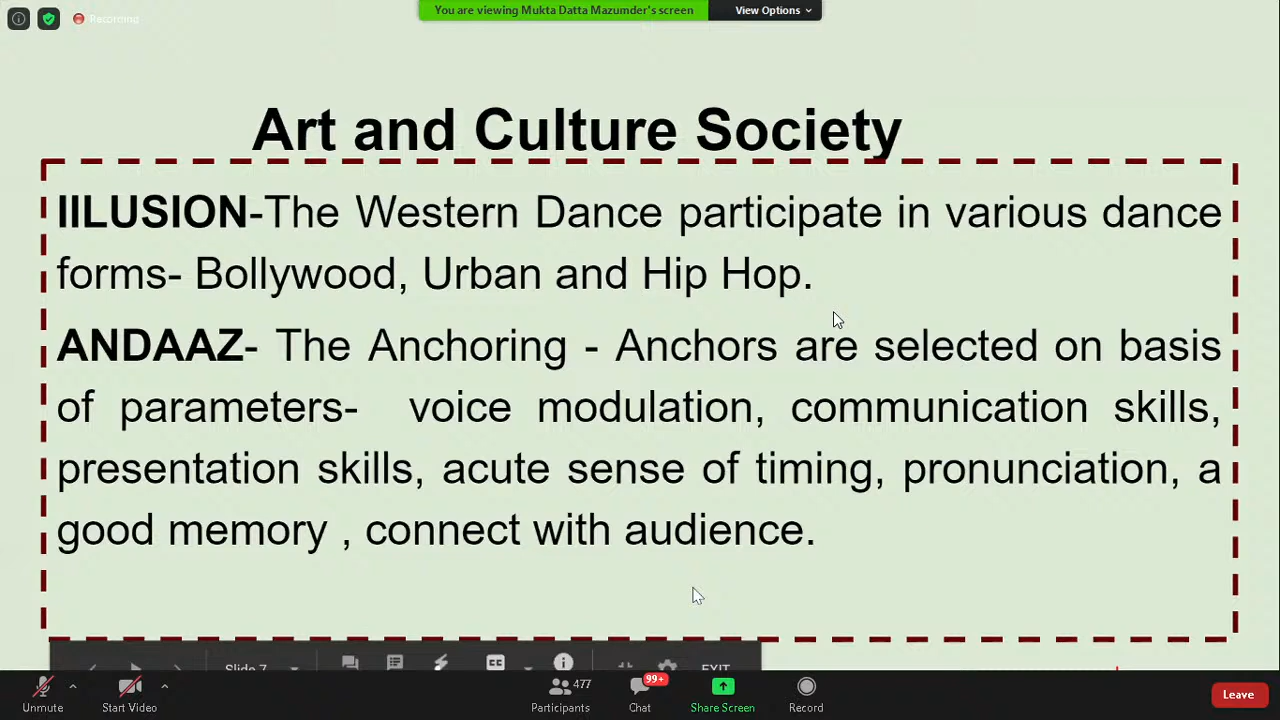 Recording
You are viewing Mukta Datta Mazumder's screen
View Options
Art and Culture Society
IILUSION-The Western Dance participate in various dance
forms- Bollywood, Urban and Hip Hop.
ANDAAZ- The Anchoring - Anchors are selected on basis
of parameters- voice modulation, communication skills,
presentation skills, acute sense of timing, pronunciation, a
good memory , connect with audience.
Slide 7
CC
EXIT
Unmute
Start Video
477
Participants
99+
Chat
Share Screen
Record
Leave